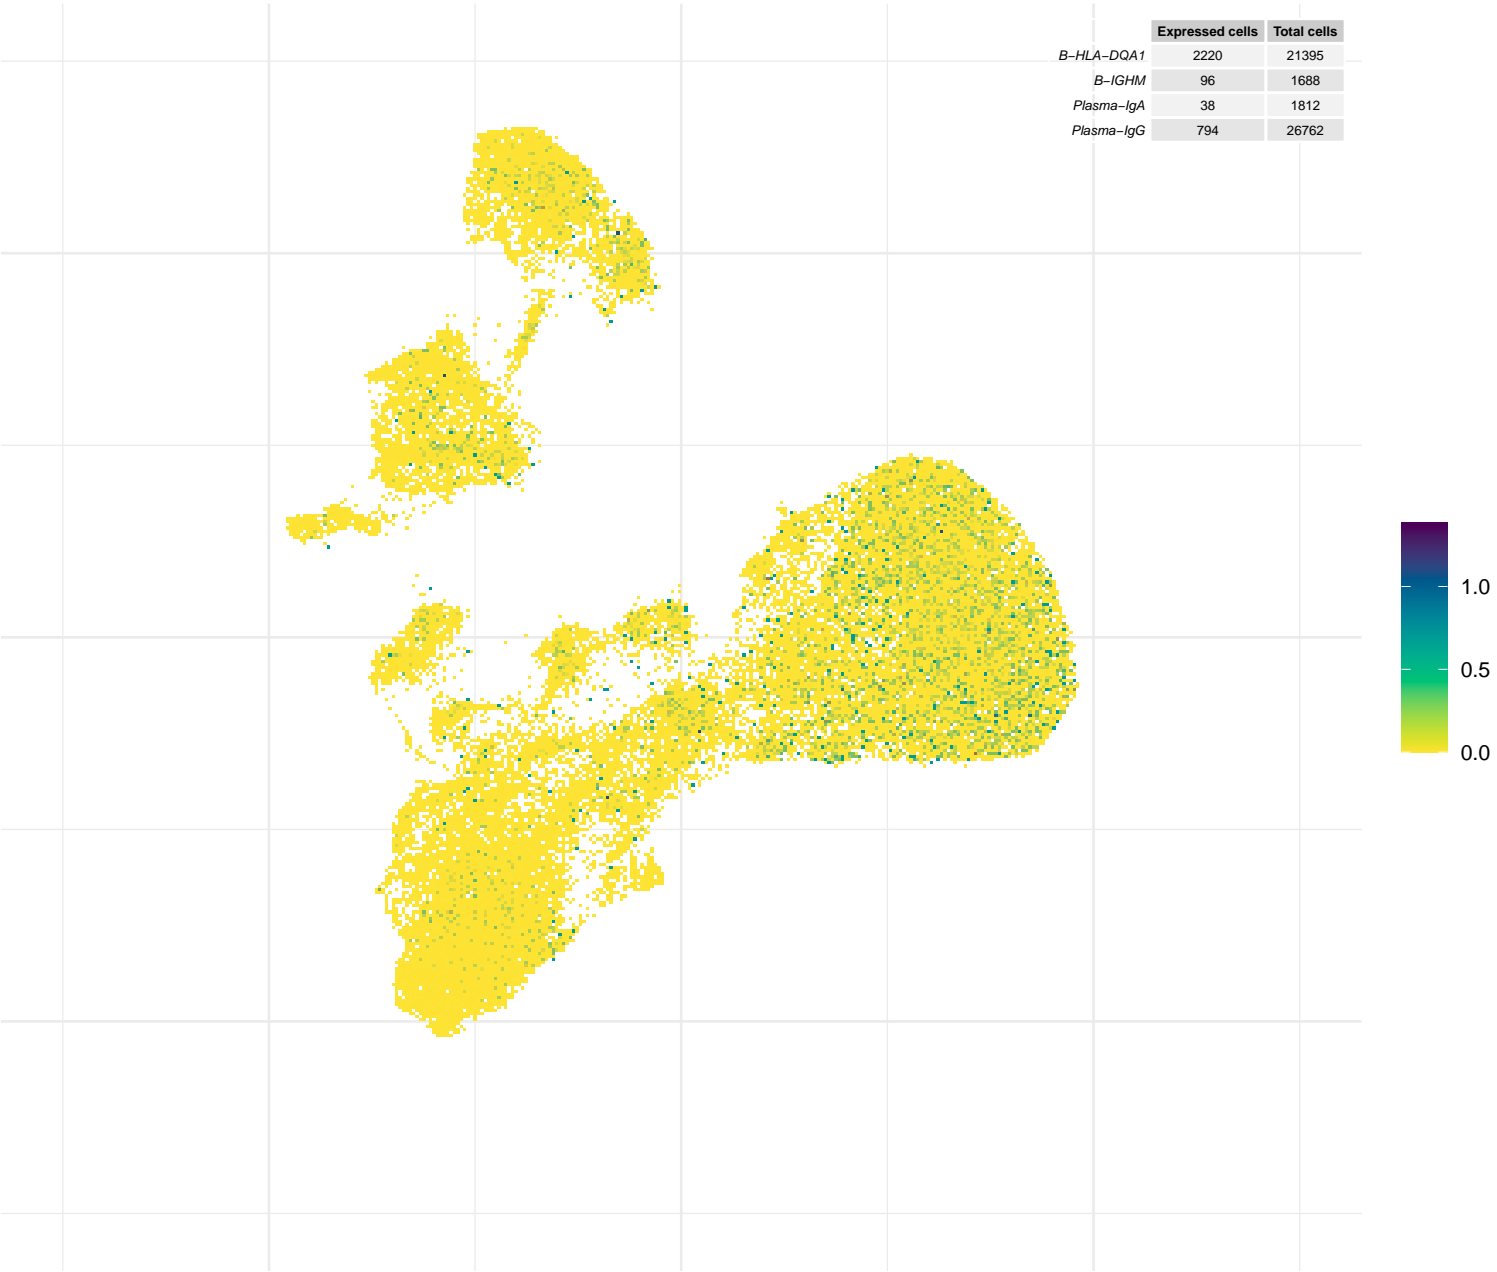 Expressed cells Total cells
B−HLA−DQA1 2220 21395
B−IGHM 96 1688
Plasma−IgA 38 1812
Plasma−IgG 794 26762
1.0
0.5
0.0